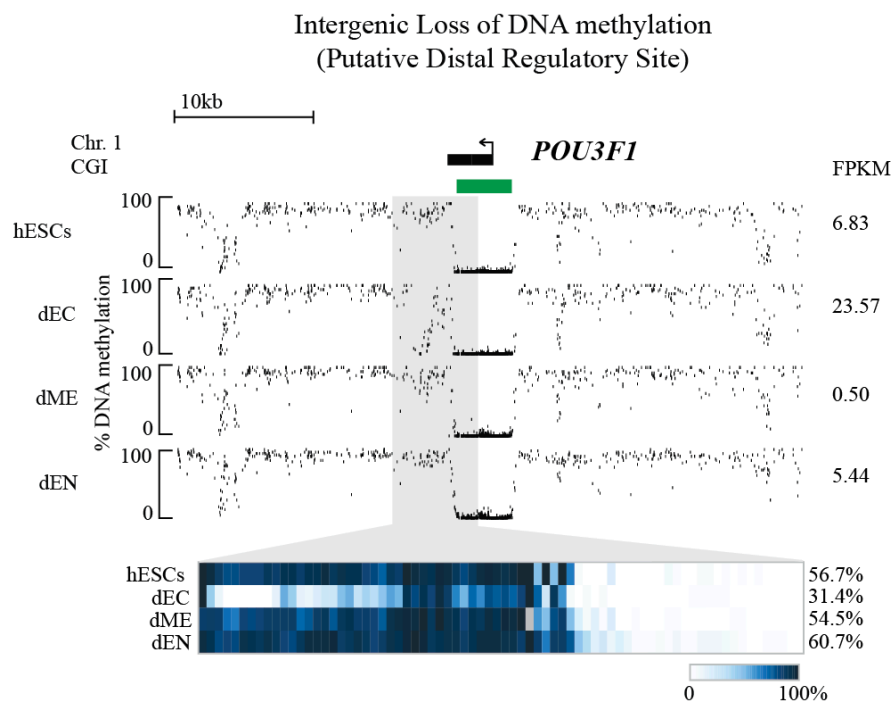 Intergenic Loss of DNA methylation
(Putative Distal Regulatory Site)
10kb
Chr. 1
CGI
POU3F1
FPKM
% DNA methylation
hESCs
100
0
6.83
dEC
100
0
23.57
dME
100
0
0.50
dEN
100
0
5.44
hESCs 56.7%
dEC 31.4%
dME 54.5%
dEN 60.7%
0 100%